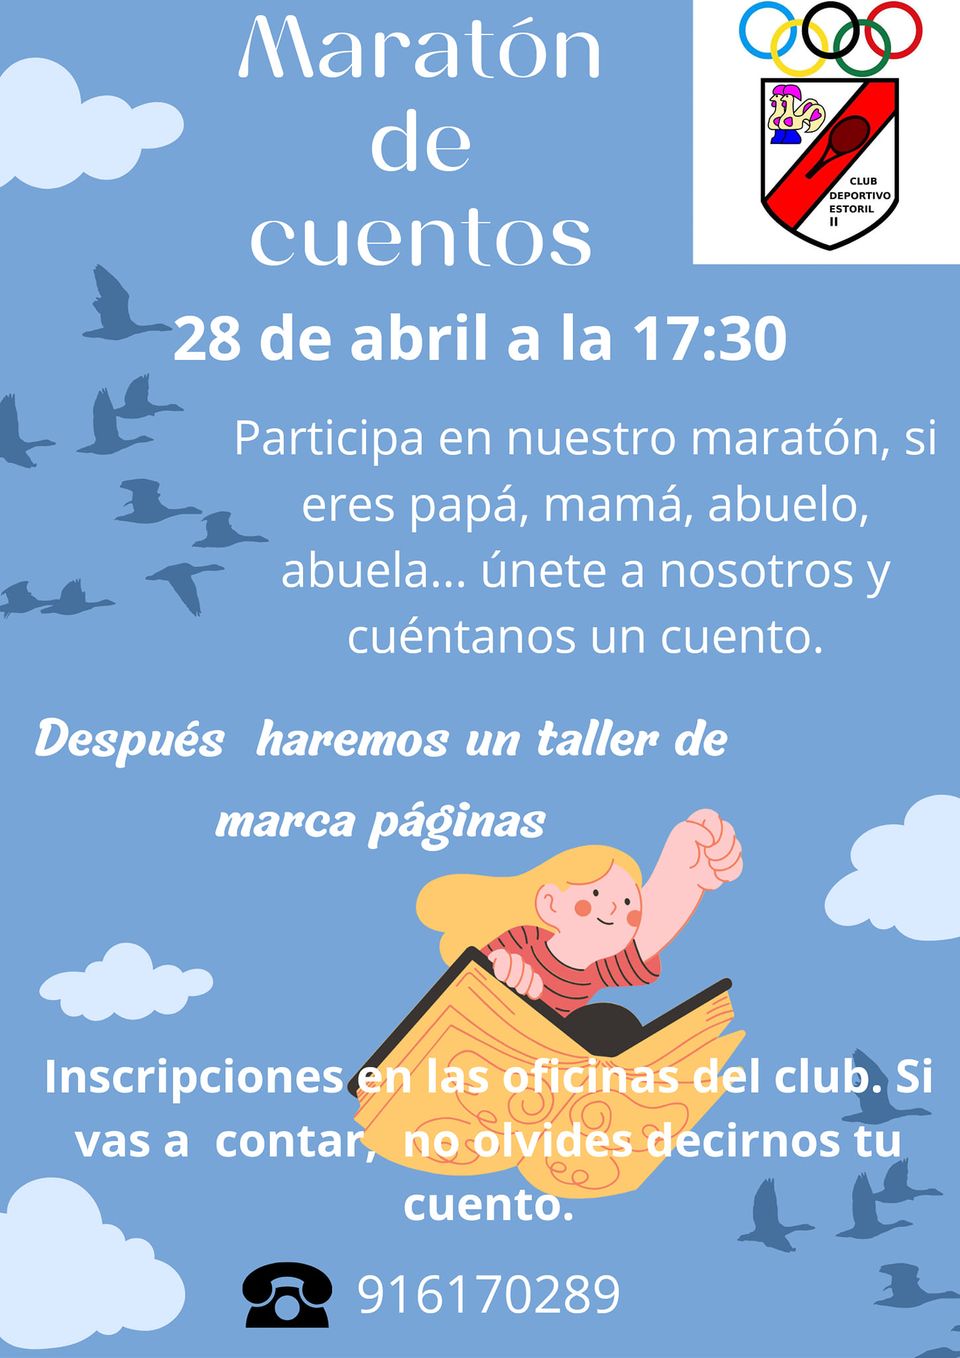 Maratón
de
cuentos
CLUB
DEPORTIVO
ESTORIL
II
28 de abril a la 17:30
Participa en nuestro maratón, si
eres papá, mamá, abuelo,
abuela... únete a nosotros y
cuéntanos un cuento.
Después haremos un taller de
marca páginas
Inscripciones en las oficinas del club. Si
vas a contar, no olvides decirnos tu
cuento.
916170289